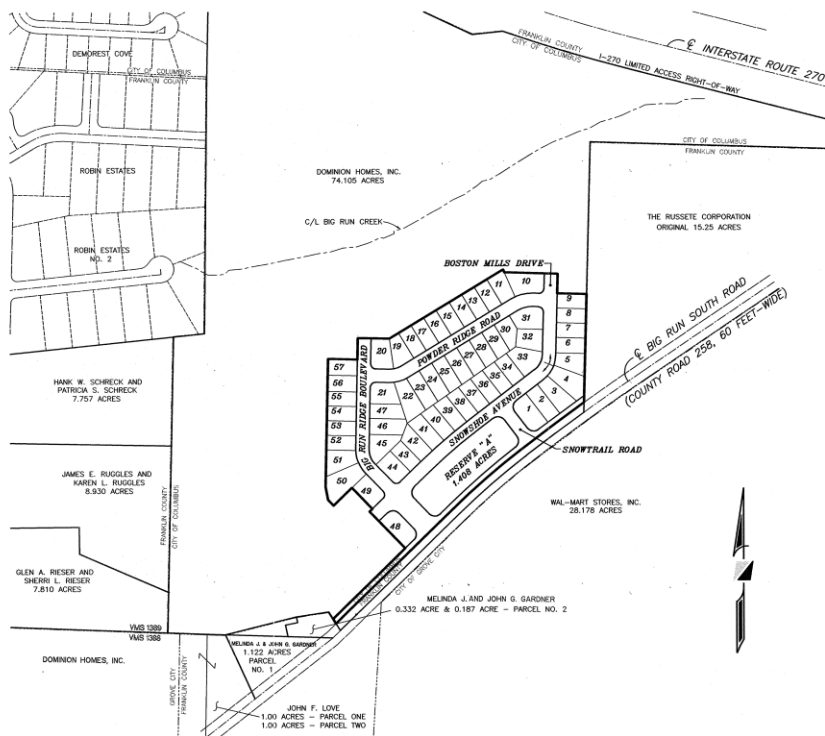 DEMOREST COVE
CITY OF COLUMBUS
FRANKLIN COUNTY
ROBIN ESTATES
ROBIN ESTATES
NO. 2
FRANKLIN COUNTY
CITY OF COLUMBUS
℄ INTERSTATE ROUTE 270
I-270 LIMITED ACCESS RIGHT-OF-WAY
CITY OF COLUMBUS
FRANKLIN COUNTY
DOMINION HOMES, INC.
74.105 ACRES
C/L BIG RUN CREEK
THE RUSSETE CORPORATION
ORIGINAL 15.25 ACRES
BOSTON MILLS DRIVE
℄ BIG RUN SOUTH ROAD
(COUNTY ROAD 258, 60 FEET-WIDE)
20 19 18 17 16 15 14 13 12 11 10
9
8
7
6
5
4
3
2
1
POWDER RIDGE ROAD
21 22 23 24 25 26 27 28 29 30 31
32
33
34
35
36
37
38
39
40
41
42
43
44
45
46
47
BIG RUN RIDGE BOULEVARD
57
56
55
54
53
52
51
50
49
48
SNOWSHOE AVENUE
RESERVE "A"
1.408 ACRES
SNOWTRAIL ROAD
HANK W. SCHRECK AND
PATRICIA S. SCHRECK
7.757 ACRES
JAMES E. RUGGLES AND
KAREN L. RUGGLES
8.930 ACRES
FRANKLIN COUNTY
CITY OF COLUMBUS
GLEN A. RIESER AND
SHERRI L. RIESER
7.810 ACRES
WAL-MART STORES, INC.
28.178 ACRES
FRANKLIN COUNTY
CITY OF GROVE CITY
VMS 1389
VMS 1388
MELINDA J. AND JOHN G. GARDNER
0.332 ACRE & 0.187 ACRE - PARCEL NO. 2
MELINDA J. & JOHN G. GARDNER
1.122 ACRES
PARCEL
NO. 1
DOMINION HOMES, INC.
GROVE CITY
FRANKLIN COUNTY
JOHN F. LOVE
1.00 ACRES - PARCEL ONE
1.00 ACRES - PARCEL TWO